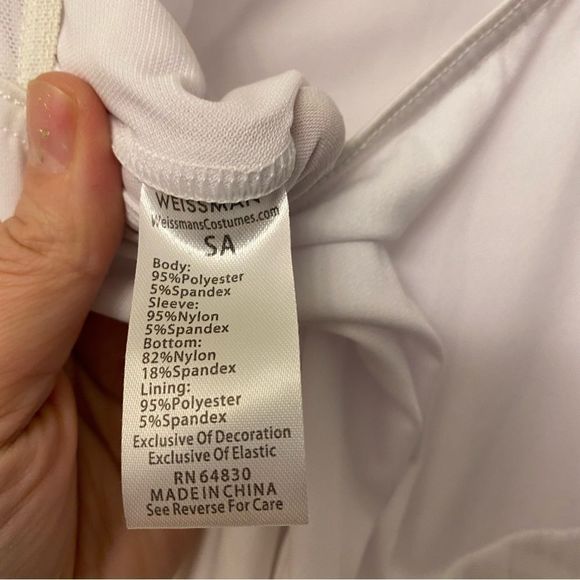 WEISSMAN
WeissmansCostumes.com
SA
Body:
95%Polyester
5%Spandex
Sleeve:
95%Nylon
5%Spandex
Bottom:
82%Nylon
18%Spandex
Lining:
95%Polyester
5%Spandex
Exclusive Of Decoration
Exclusive Of Elastic
RN 64830
MADE IN CHINA
See Reverse For Care